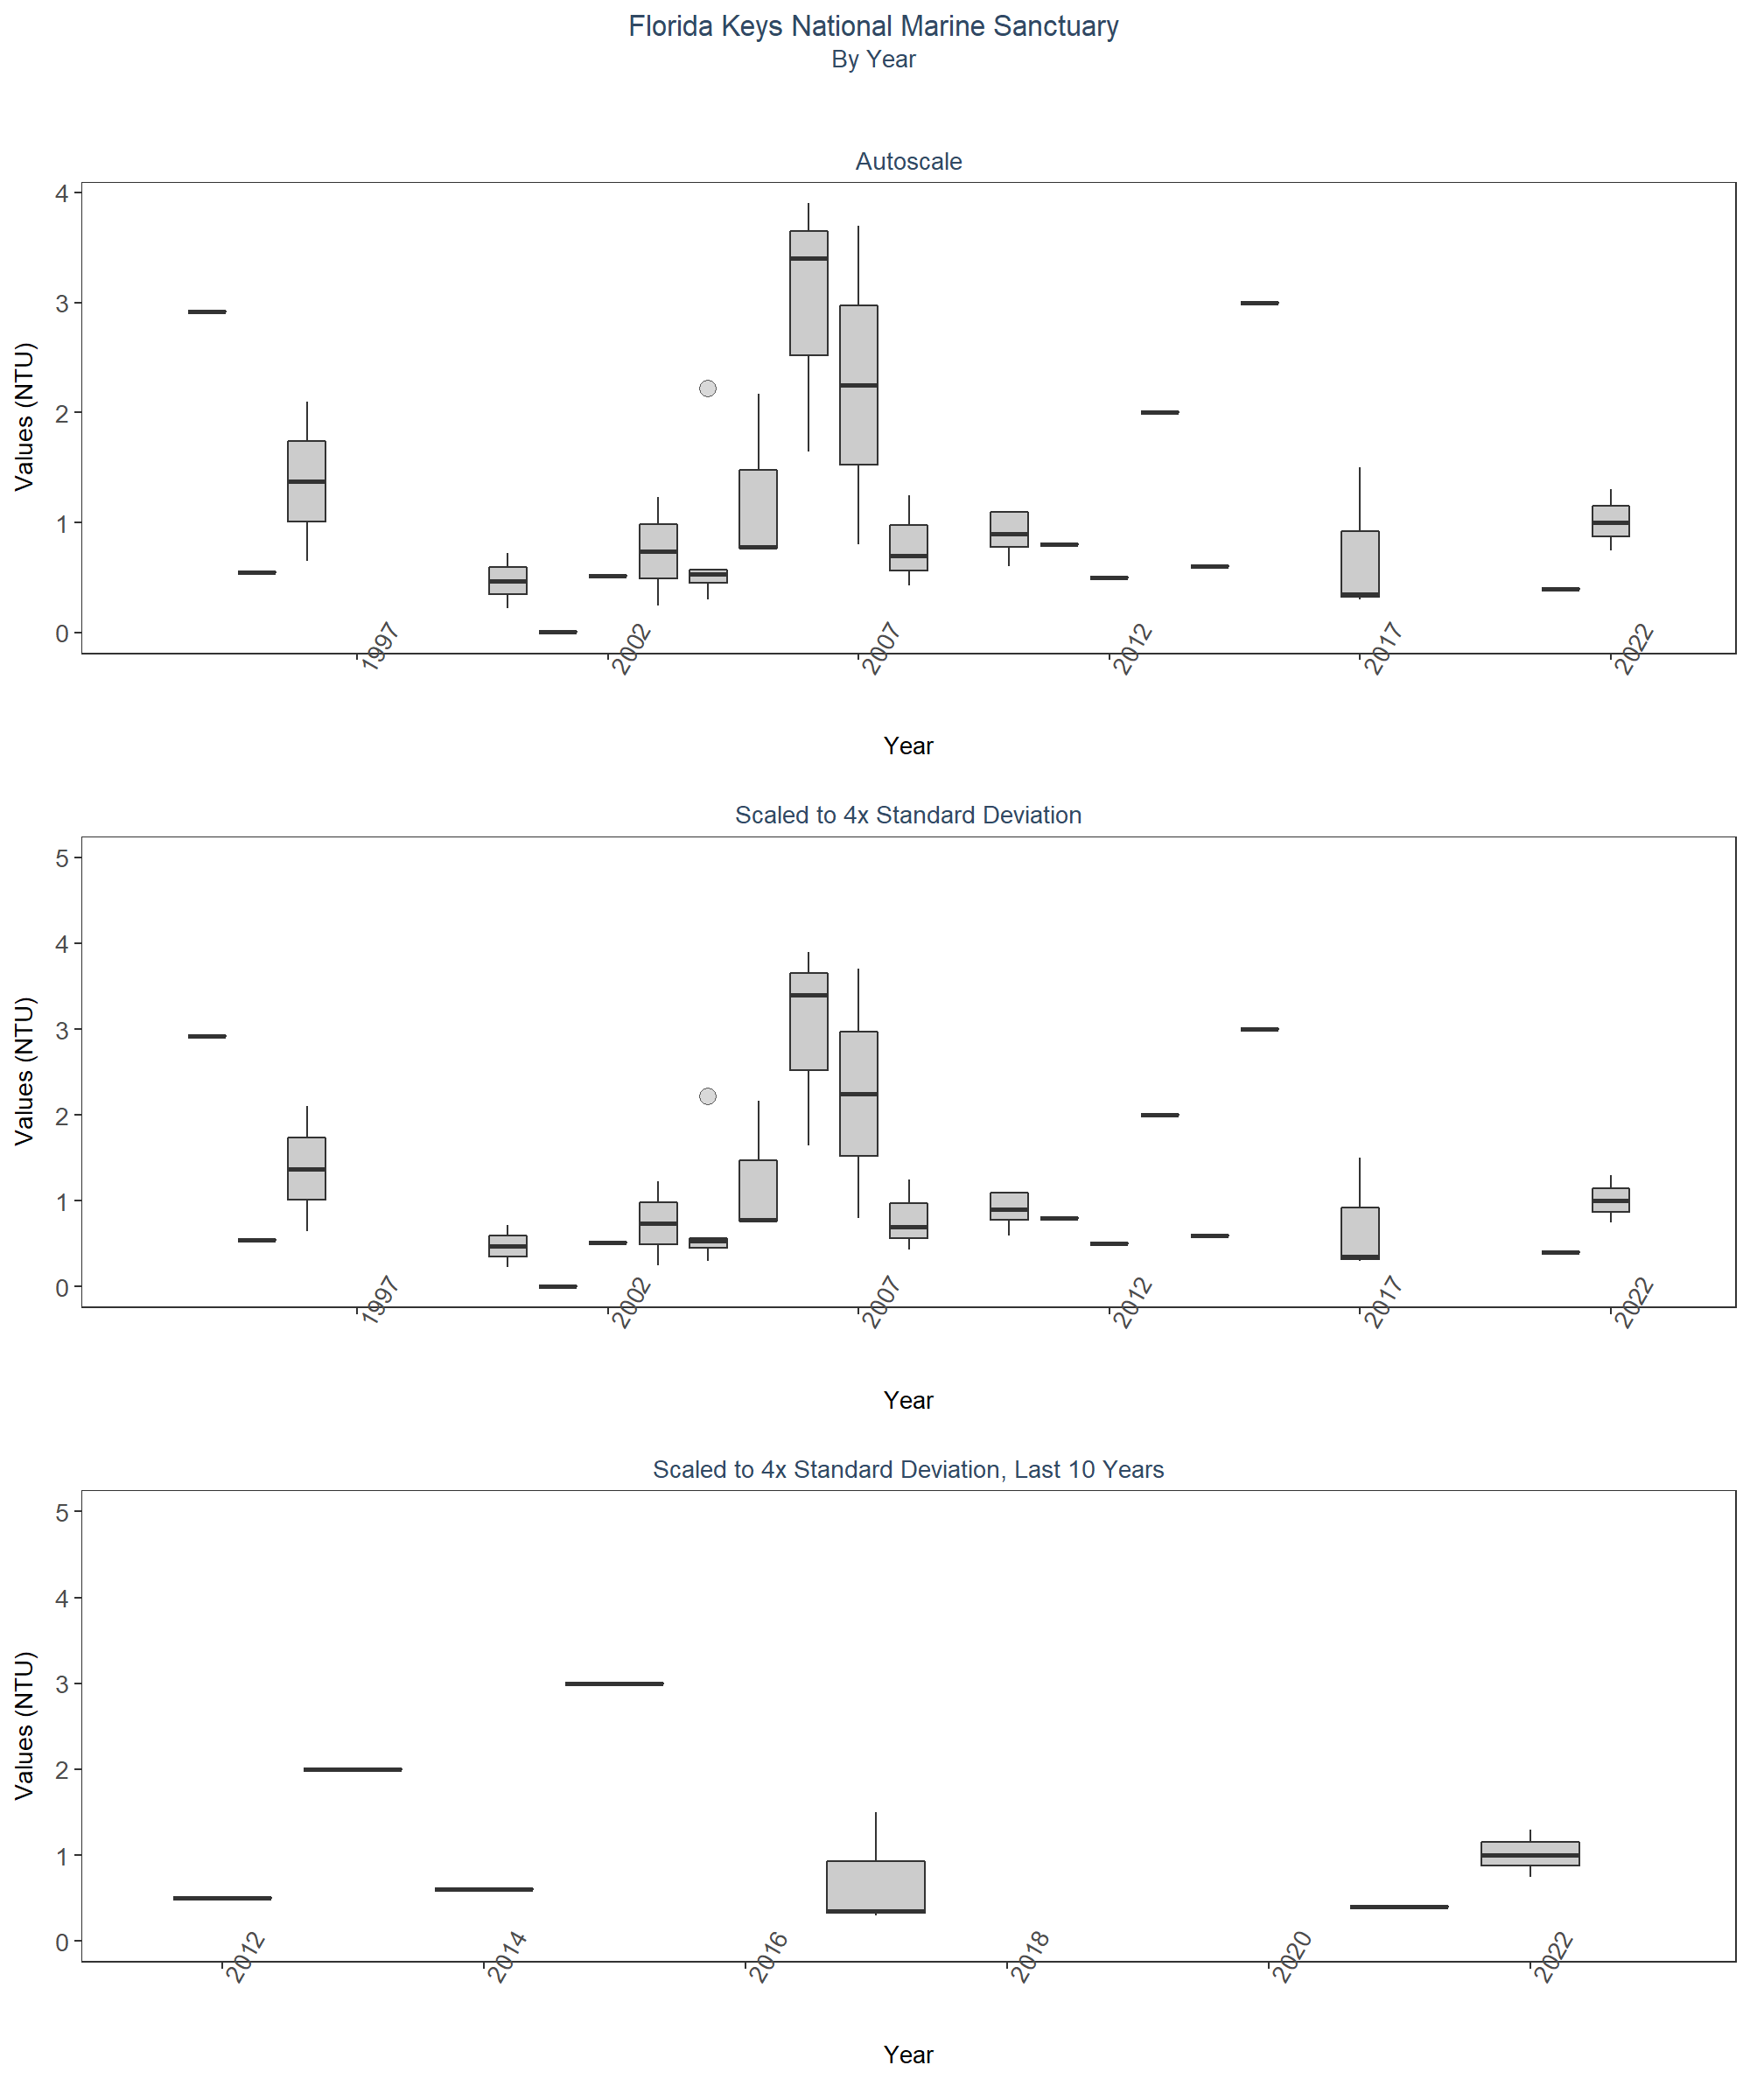 Florida Keys National Marine Sanctuary
By Year
Autoscale
4
3
2
1
0
Values (NTU)
1997 2002 2007 2012 2017 2022
Year
Scaled to 4x Standard Deviation
5
4
3
2
1
0
Values (NTU)
1997 2002 2007 2012 2017 2022
Year
Scaled to 4x Standard Deviation, Last 10 Years
5
4
3
2
1
0
Values (NTU)
2012 2014 2016 2018 2020 2022
Year